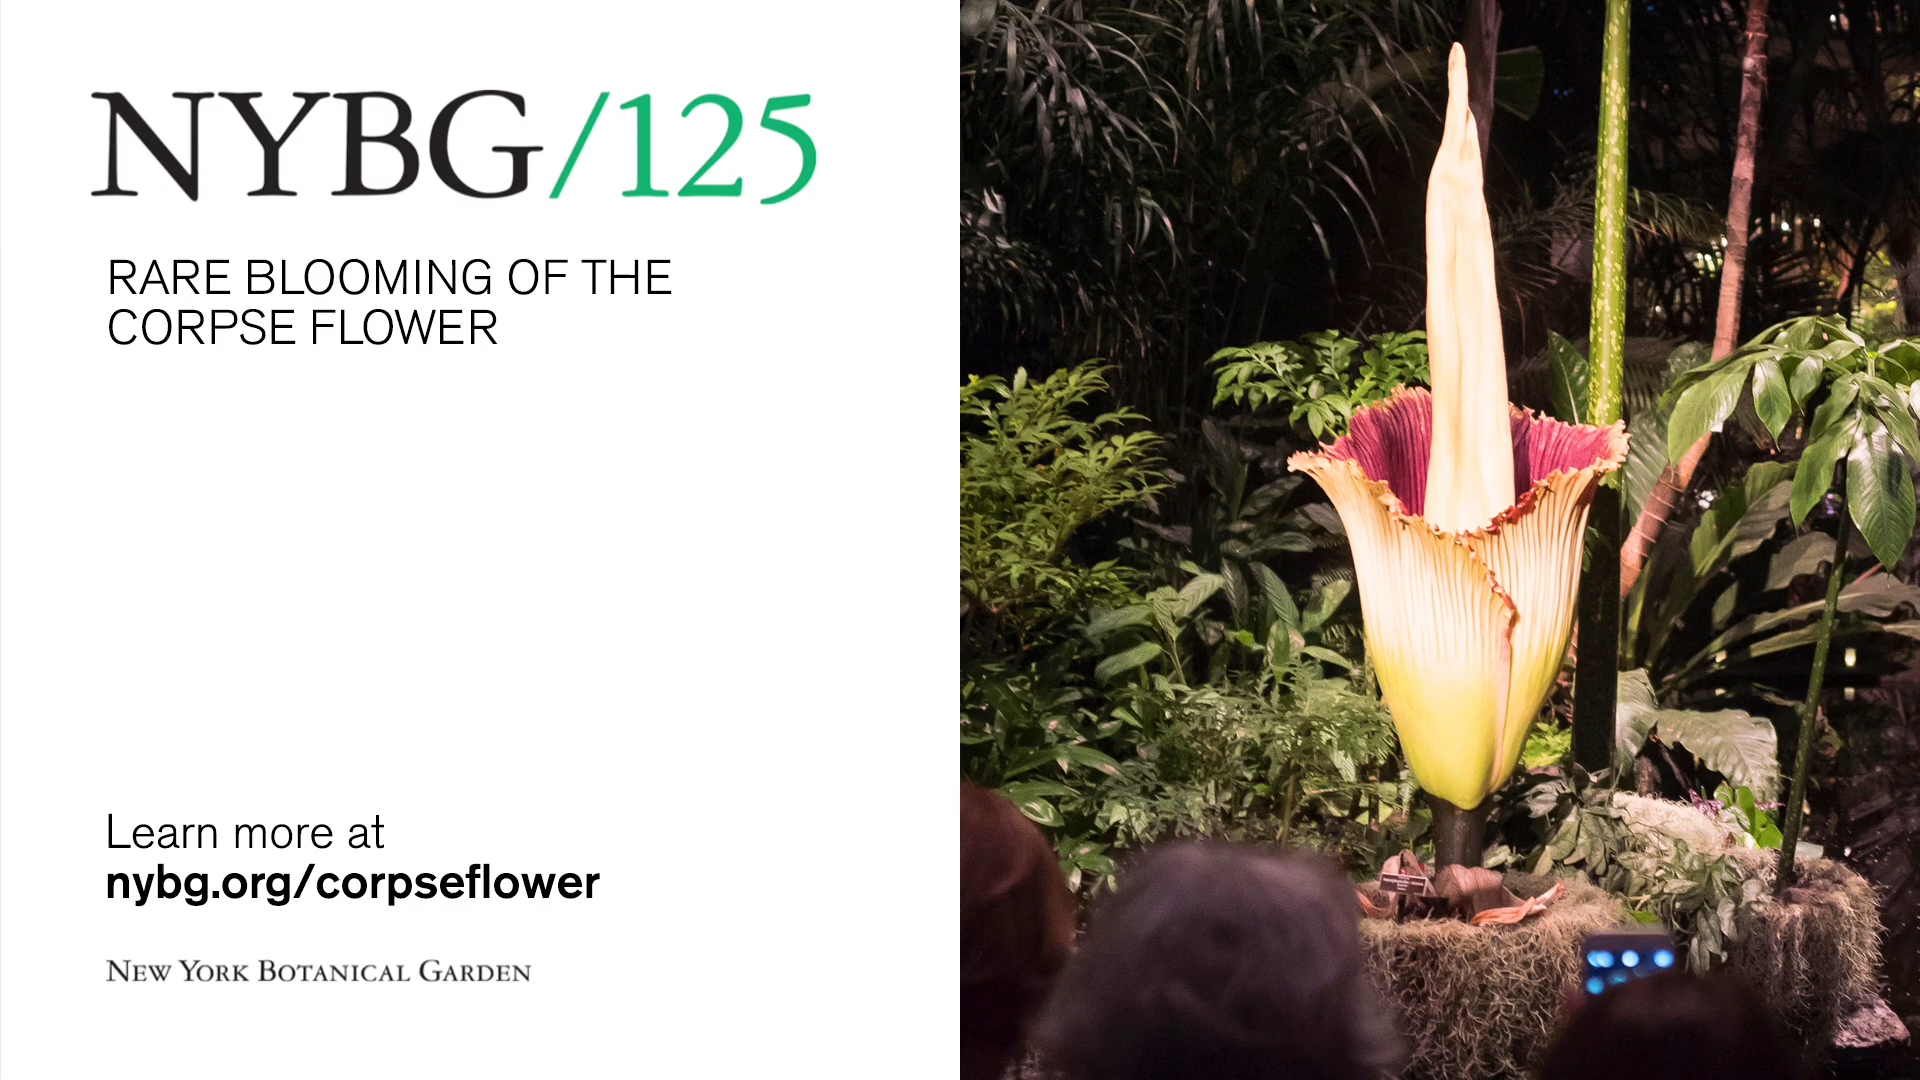 NYBG/125
RARE BLOOMING OF THE
CORPSE FLOWER
Learn more at
nybg.org/corpseflower
NEW YORK BOTANICAL GARDEN